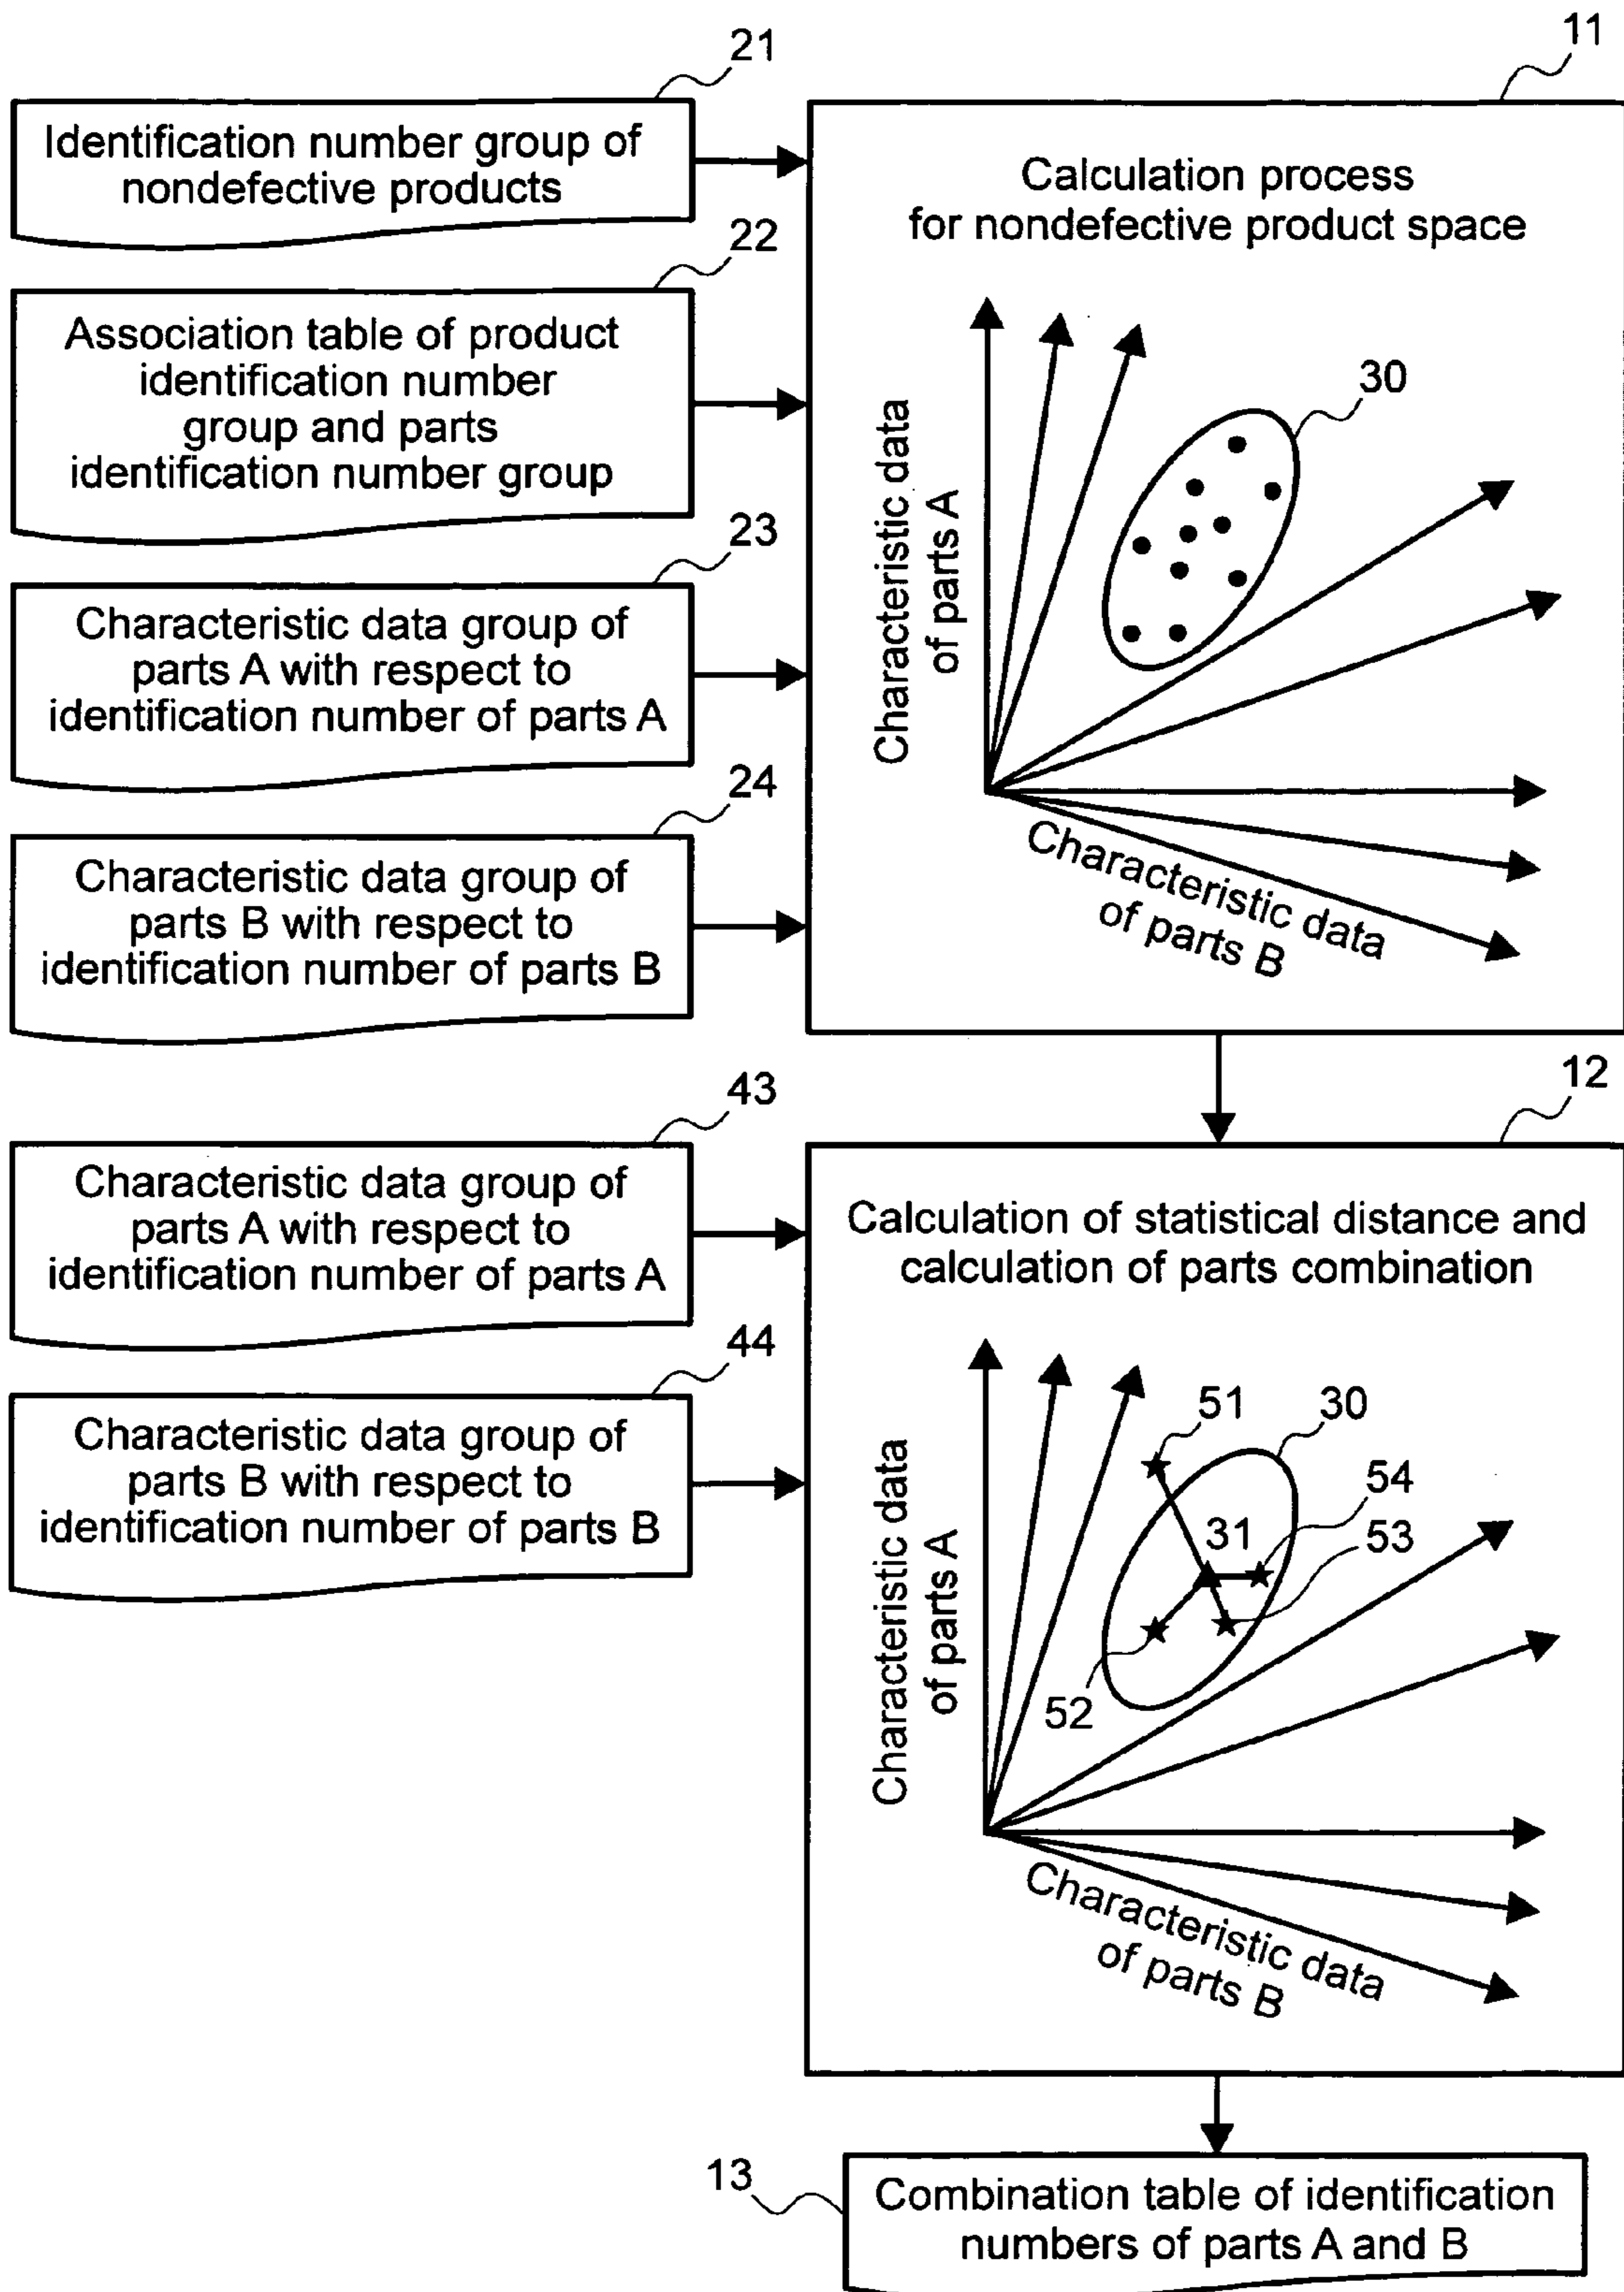 21
Identification number group of
nondefective products
22
Association table of product
identification number
group and parts
identification number group
23
Characteristic data group of
parts A with respect to
identification number of parts A
24
Characteristic data group of
parts B with respect to
identification number of parts B
11
Calculation process
for nondefective product space
30
Characteristic data
of parts A
Characteristic data
of parts B
43
Characteristic data group of
parts A with respect to
identification number of parts A
44
Characteristic data group of
parts B with respect to
identification number of parts B
12
Calculation of statistical distance and
calculation of parts combination
51
30
54
31
53
52
Characteristic data
of parts A
Characteristic data
of parts B
13
Combination table of identification
numbers of parts A and B